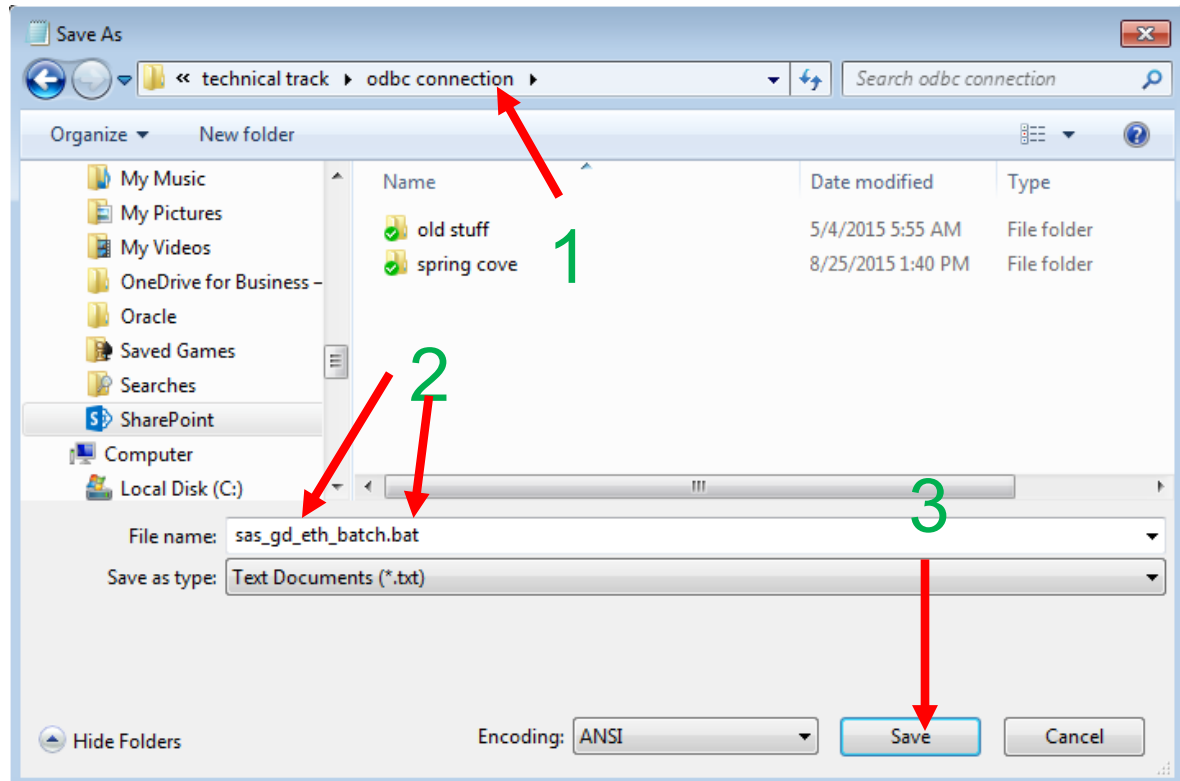 Save As
« technical track odbc connection
Search odbc connection
Organize New folder
My Music
My Pictures
My Videos
OneDrive for Business –
Oracle
Saved Games
Searches
SharePoint
Computer
Local Disk (C:)
Name Date modified Type
old stuff 5/4/2015 5:55 AM File folder
spring cove 8/25/2015 1:40 PM File folder
1
2
3
File name: sas_gd_eth_batch.bat
Save as type: Text Documents (*.txt)
Hide Folders
Encoding: ANSI
Save
Cancel